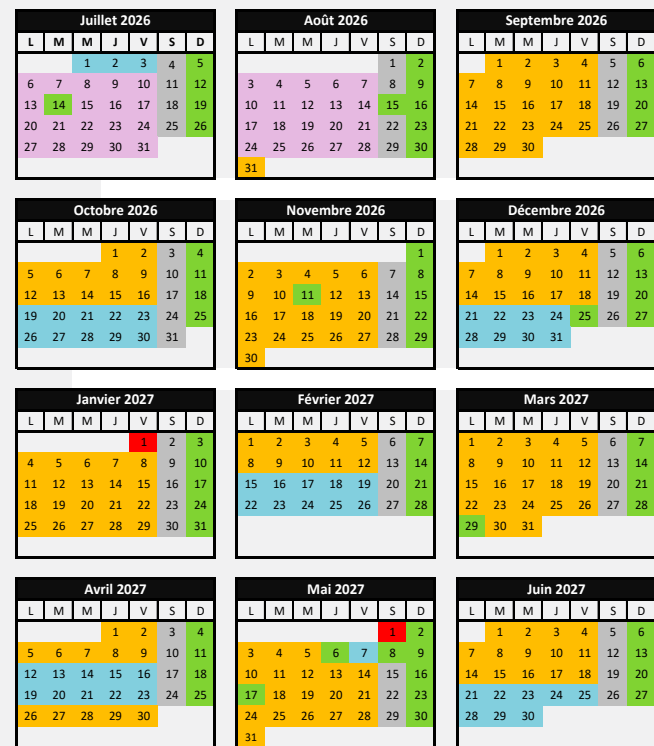 Juillet 2026 Août 2026 Septembre 2026
L M M J V S D L M M J V S D L M M J V S D
1 2 3 4 5 1 2 1 2 3 4 5 6
6 7 8 9 10 11 12 3 4 5 6 7 8 9 7 8 9 10 11 12 13
13 14 15 16 17 18 19 10 11 12 13 14 15 16 14 15 16 17 18 19 20
20 21 22 23 24 25 26 17 18 19 20 21 22 23 21 22 23 24 25 26 27
27 28 29 30 31 24 25 26 27 28 29 30 28 29 30
31
Octobre 2026 Novembre 2026 Décembre 2026
L M M J V S D L M M J V S D L M M J V S D
1 2 3 4 1 1 2 3 4 5 6
5 6 7 8 9 10 11 2 3 4 5 6 7 8 7 8 9 10 11 12 13
12 13 14 15 16 17 18 9 10 11 12 13 14 15 14 15 16 17 18 19 20
19 20 21 22 23 24 25 16 17 18 19 20 21 22 21 22 23 24 25 26 27
26 27 28 29 30 31 23 24 25 26 27 28 29 28 29 30 31
30
Janvier 2027 Février 2027 Mars 2027
L M M J V S D L M M J V S D L M M J V S D
1 2 3 1 2 3 4 5 6 7 1 2 3 4 5 6 7
4 5 6 7 8 9 10 8 9 10 11 12 13 14 8 9 10 11 12 13 14
11 12 13 14 15 16 17 15 16 17 18 19 20 21 15 16 17 18 19 20 21
18 19 20 21 22 23 24 22 23 24 25 26 27 28 22 23 24 25 26 27 28
25 26 27 28 29 30 31 29 30 31
Avril 2027 Mai 2027 Juin 2027
L M M J V S D L M M J V S D L M M J V S D
1 2 3 4 1 2 1 2 3 4 5 6
5 6 7 8 9 10 11 3 4 5 6 7 8 9 7 8 9 10 11 12 13
12 13 14 15 16 17 18 10 11 12 13 14 15 16 14 15 16 17 18 19 20
19 20 21 22 23 24 25 17 18 19 20 21 22 23 21 22 23 24 25 26 27
26 27 28 29 30 24 25 26 27 28 29 30 28 29 30
31